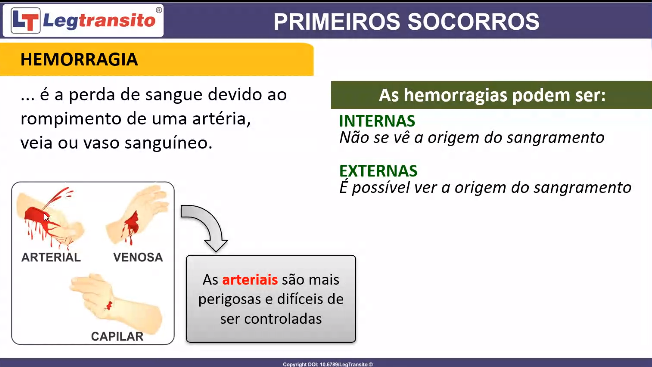 LT Legtransito®
PRIMEIROS SOCORROS
HEMORRAGIA
... é a perda de sangue devido ao
rompimento de uma artéria,
veia ou vaso sanguíneo.
As hemorragias podem ser:
INTERNAS
Não se vê a origem do sangramento
EXTERNAS
É possível ver a origem do sangramento
ARTERIAL
VENOSA
CAPILAR
As arteriais são mais
perigosas e difíceis de
ser controladas
Copyright DOI: 10.6789/LegTransito ©